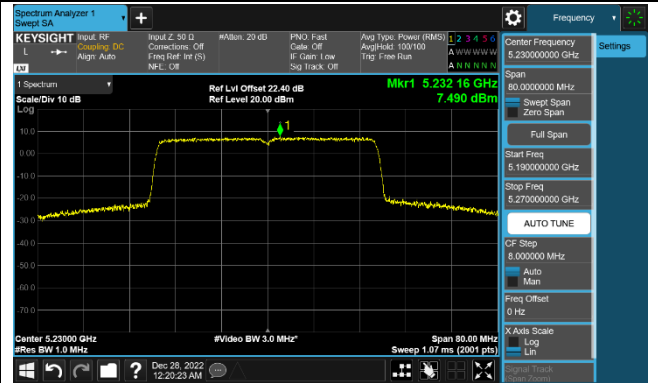 Spectrum Analyzer 1
Swept SA
Frequency
KEYSIGHT
L
LXI
Input: RF
Coupling: DC
Align: Auto
Input Z: 50 Ω
Corrections: Off
Freq Ref: Int (S)
NFE: Off
#Atten: 20 dB
PNO: Fast
Gate: Off
IF Gain: Low
Sig Track: Off
Avg Type: Power (RMS)
Avg|Hold: 100/100
Trig: Free Run
1 2 3 4 5 6
A W W W W W
A N N N N N
1 Spectrum
Scale/Div 10 dB
Log
Ref Lvl Offset 22.40 dB
Ref Level 20.00 dBm
Mkr1 5.232 16 GHz
7.490 dBm
1
10.0
0.00
-10.0
-20.0
-30.0
-40.0
-50.0
-60.0
-70.0
Center 5.23000 GHz
#Res BW 1.0 MHz
#Video BW 3.0 MHz*
Span 80.00 MHz
Sweep 1.07 ms (2001 pts)
Dec 28, 2022
12:20:23 AM
Center Frequency
5.230000000 GHz
Settings
Span
80.0000000 MHz
Swept Span
Zero Span
Full Span
Start Freq
5.190000000 GHz
Stop Freq
5.270000000 GHz
AUTO TUNE
CF Step
8.000000 MHz
Auto
Man
Freq Offset
0 Hz
X Axis Scale
Log
Lin
Signal Track
(Span Zoom)